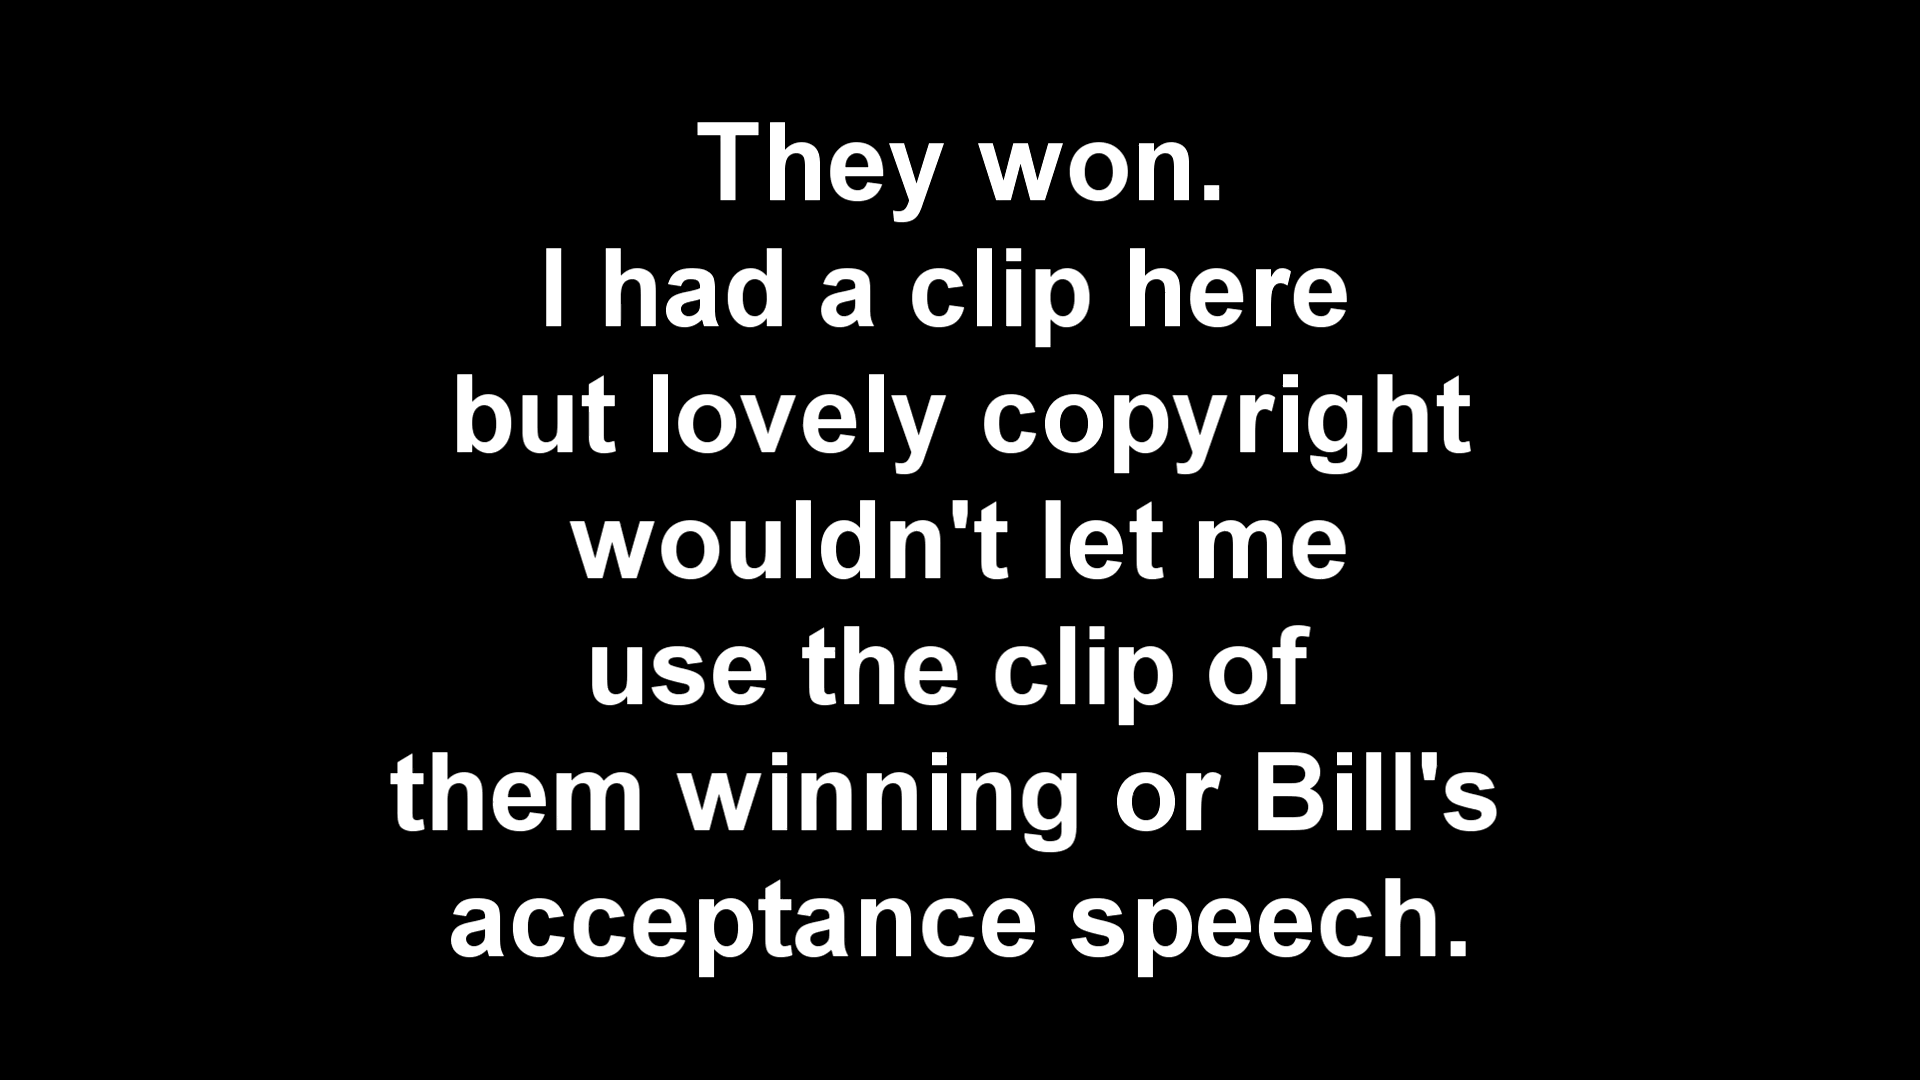 They won.
I had a clip here
but lovely copyright
wouldn't let me
use the clip of
them winning or Bill's
acceptance speech.